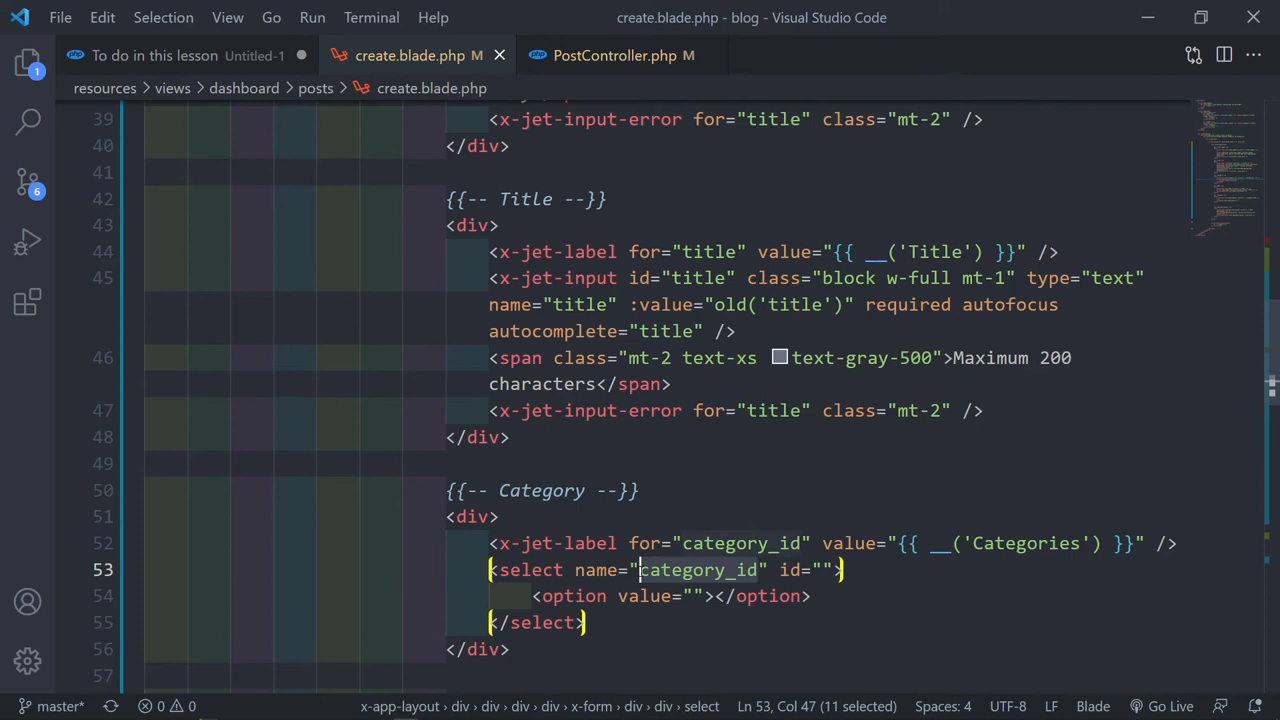 File Edit Selection View Go Run Terminal Help create.blade.php - blog - Visual Studio Code
To do in this lesson Untitled-1 create.blade.php M PostController.php M
resources > views > dashboard > posts > create.blade.php
39 <x-jet-input-error for="title" class="mt-2" />
40 </div>
41
42 {{-- Title --}}
43 <div>
44 <x-jet-label for="title" value="{{ __('Title') }}" />
45 <x-jet-input id="title" class="block w-full mt-1" type="text"
name="title" :value="old('title')" required autofocus
autocomplete="title" />
46 <span class="mt-2 text-xs text-gray-500">Maximum 200
characters</span>
47 <x-jet-input-error for="title" class="mt-2" />
48 </div>
49
50 {{-- Category --}}
51 <div>
52 <x-jet-label for="category_id" value="{{ __('Categories') }}" />
53 <select name="category_id" id="">
54 <option value=""></option>
55 </select>
56 </div>
57
1
6
master* 0 0 x-app-layout > div > div > div > x-form > div > div > select Ln 53, Col 47 (11 selected) Spaces: 4 UTF-8 LF Blade Go Live